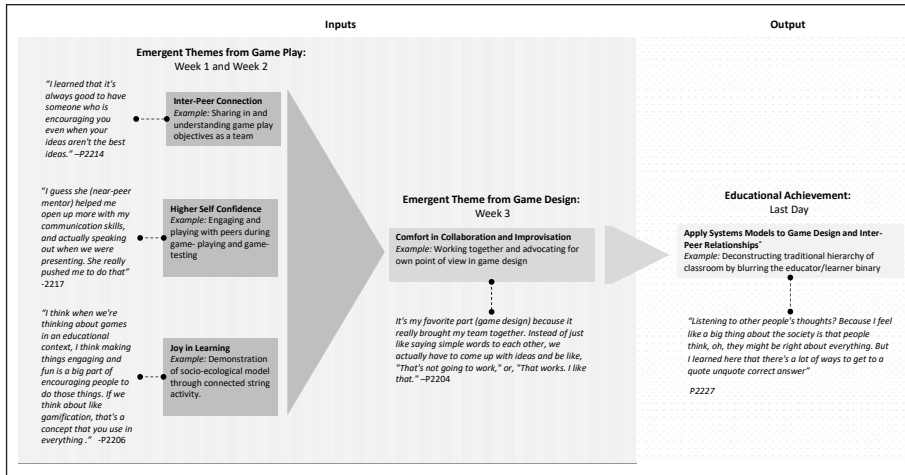 Inputs
Output
Emergent Themes from Game Play:
Week 1 and Week 2
"I learned that it's
always good to have
someone who is
encouraging you
even when your
ideas aren't the best
ideas." –P2214
Inter-Peer Connection
Example: Sharing in and
understanding game play
objectives as a team
"I guess she (near-peer
mentor) helped me
open up more with my
communication skills,
and actually speaking
out when we were
presenting. She really
pushed me to do that"
-2217
Higher Self Confidence
Example: Engaging and
playing with peers during
game- playing and game-
testing
"I think when we're
thinking about games
in an educational
context, I think making
things engaging and
fun is a big part of
encouraging people to
do those things. If we
think about like
gamification, that's a
concept that you use in
everything ." -P2206
Joy in Learning
Example: Demonstration
of socio-ecological model
through connected string
activity.
Emergent Theme from Game Design:
Week 3
Comfort in Collaboration and Improvisation
Example: Working together and advocating for
own point of view in game design
It's my favorite part (game design) because it
really brought my team together. Instead of just
like saying simple words to each other, we
actually have to come up with ideas and be like,
"That's not going to work," or, "That works. I like
that." –P2204
Educational Achievement:
Last Day
Apply Systems Models to Game Design and Inter-
Peer Relationships*
Example: Deconstructing traditional hierarchy of
classroom by blurring the educator/learner binary
"Listening to other people's thoughts? Because I feel
like a big thing about the society is that people
think, oh, they might be right about everything. But
I learned here that there's a lot of ways to get to a
quote unquote correct answer"
P2227